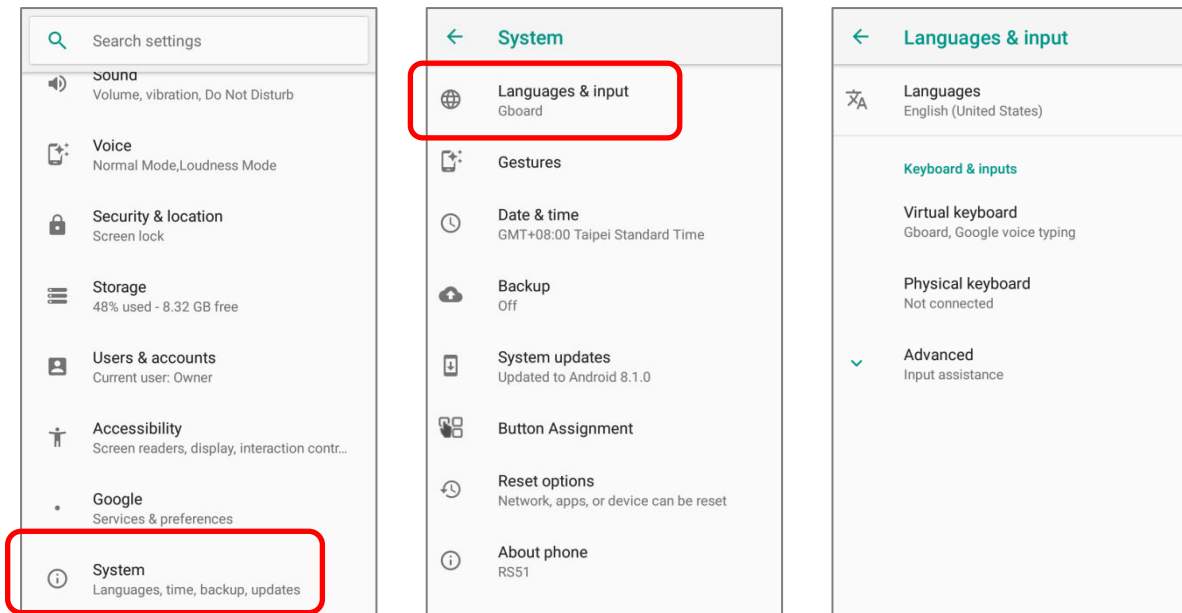 Search settings
Sound
Volume, vibration, Do Not Disturb
Voice
Normal Mode,Loudness Mode
Security & location
Screen lock
Storage
48% used - 8.32 GB free
Users & accounts
Current user: Owner
Accessibility
Screen readers, display, interaction contr...
Google
Services & preferences
System
Languages, time, backup, updates
System
Languages & input
Gboard
Gestures
Date & time
GMT+08:00 Taipei Standard Time
Backup
Off
System updates
Updated to Android 8.1.0
Button Assignment
Reset options
Network, apps, or device can be reset
About phone
RS51
Languages & input
Languages
English (United States)
Keyboard & inputs
Virtual keyboard
Gboard, Google voice typing
Physical keyboard
Not connected
Advanced
Input assistance